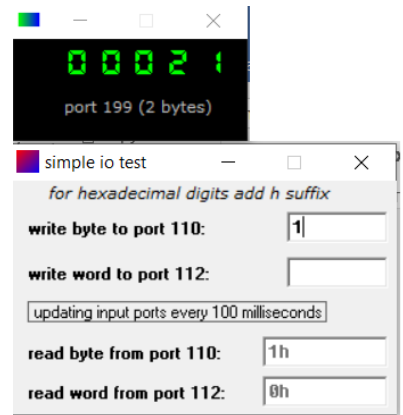 00021
port 199 (2 bytes)
simple io test
for hexadecimal digits add h suffix
write byte to port 110: 1
write word to port 112:
updating input ports every 100 milliseconds
read byte from port 110: 1h
read word from port 112: 0h